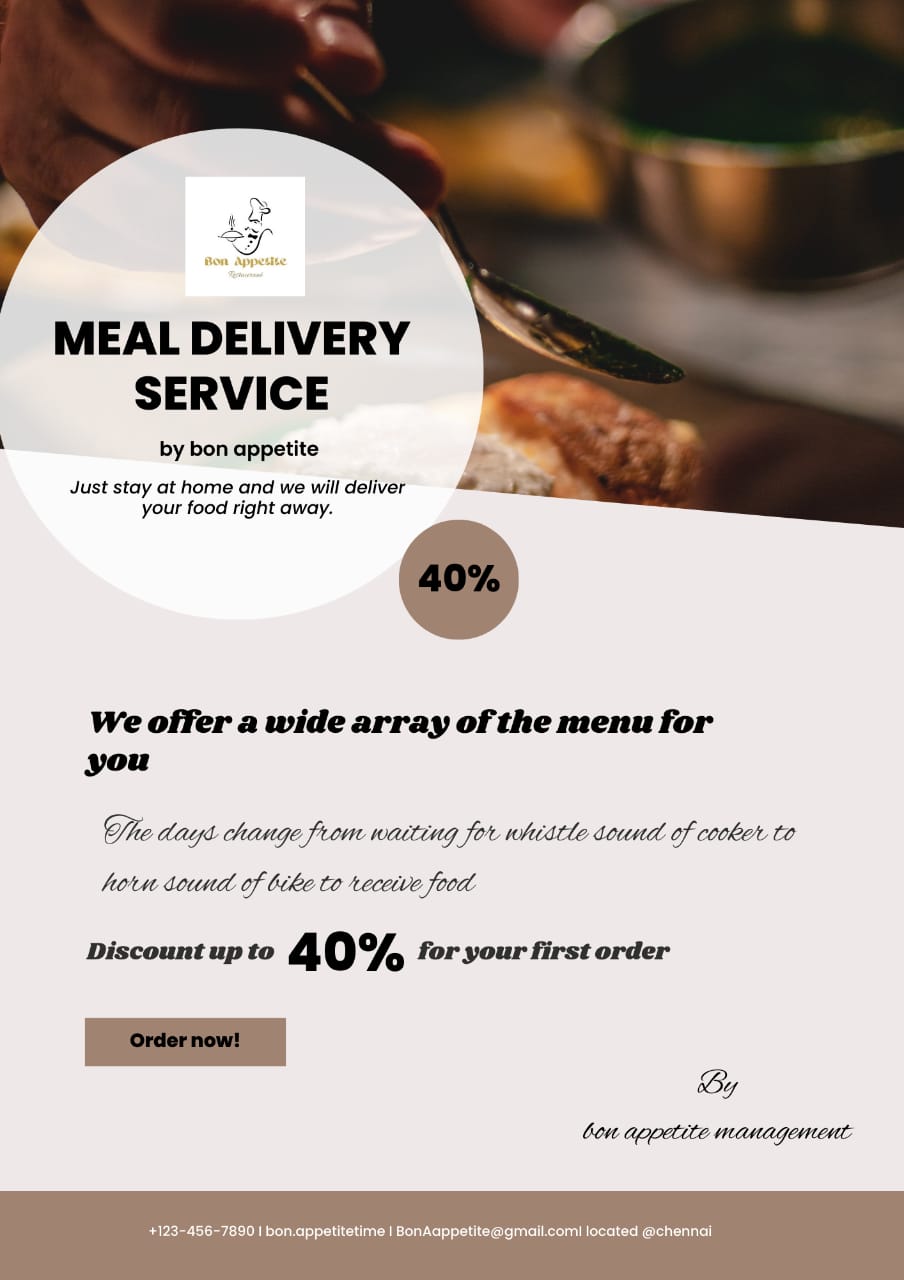 Bon Appetite
Restaurant
MEAL DELIVERY
SERVICE
by bon appetite
Just stay at home and we will deliver
your food right away.
40%
We offer a wide array of the menu for
you
The days change from waiting for whistle sound of cooker to
horn sound of bike to receive food
Discount up to 40% for your first order
Order now!
By
bon appetite management
+123-456-7890 I bon.appetitetime I BonAappetite@gmail.comI located @chennai